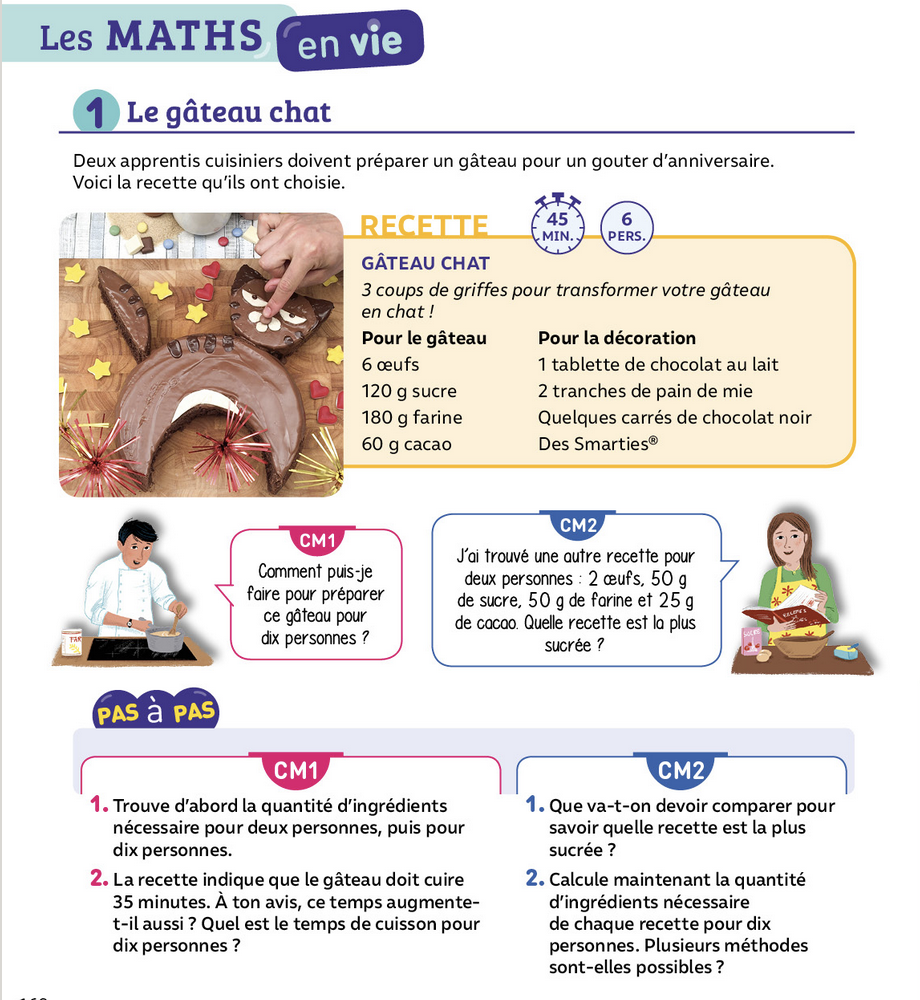 Les MATHS en vie
1 Le gâteau chat
Deux apprentis cuisiniers doivent préparer un gâteau pour un gouter d'anniversaire.
Voici la recette qu'ils ont choisie.
RECETTE
45
MIN.
6
PERS.
GÂTEAU CHAT
3 coups de griffes pour transformer votre gâteau
en chat !
Pour le gâteau
6 œufs
120 g sucre
180 g farine
60 g cacao
Pour la décoration
1 tablette de chocolat au lait
2 tranches de pain de mie
Quelques carrés de chocolat noir
Des Smarties®
CM1
Comment puis-je
faire pour préparer
ce gâteau pour
dix personnes ?
CM2
J'ai trouvé une autre recette pour
deux personnes : 2 œufs, 50 g
de sucre, 50 g de farine et 25 g
de cacao. Quelle recette est la plus
sucrée ?
PAS à PAS
CM1
1. Trouve d'abord la quantité d'ingrédients
nécessaire pour deux personnes, puis pour
dix personnes.
2. La recette indique que le gâteau doit cuire
35 minutes. À ton avis, ce temps augmente-
t-il aussi ? Quel est le temps de cuisson pour
dix personnes ?
CM2
1. Que va-t-on devoir comparer pour
savoir quelle recette est la plus
sucrée ?
2. Calcule maintenant la quantité
d'ingrédients nécessaire
de chaque recette pour dix
personnes. Plusieurs méthodes
sont-elles possibles ?